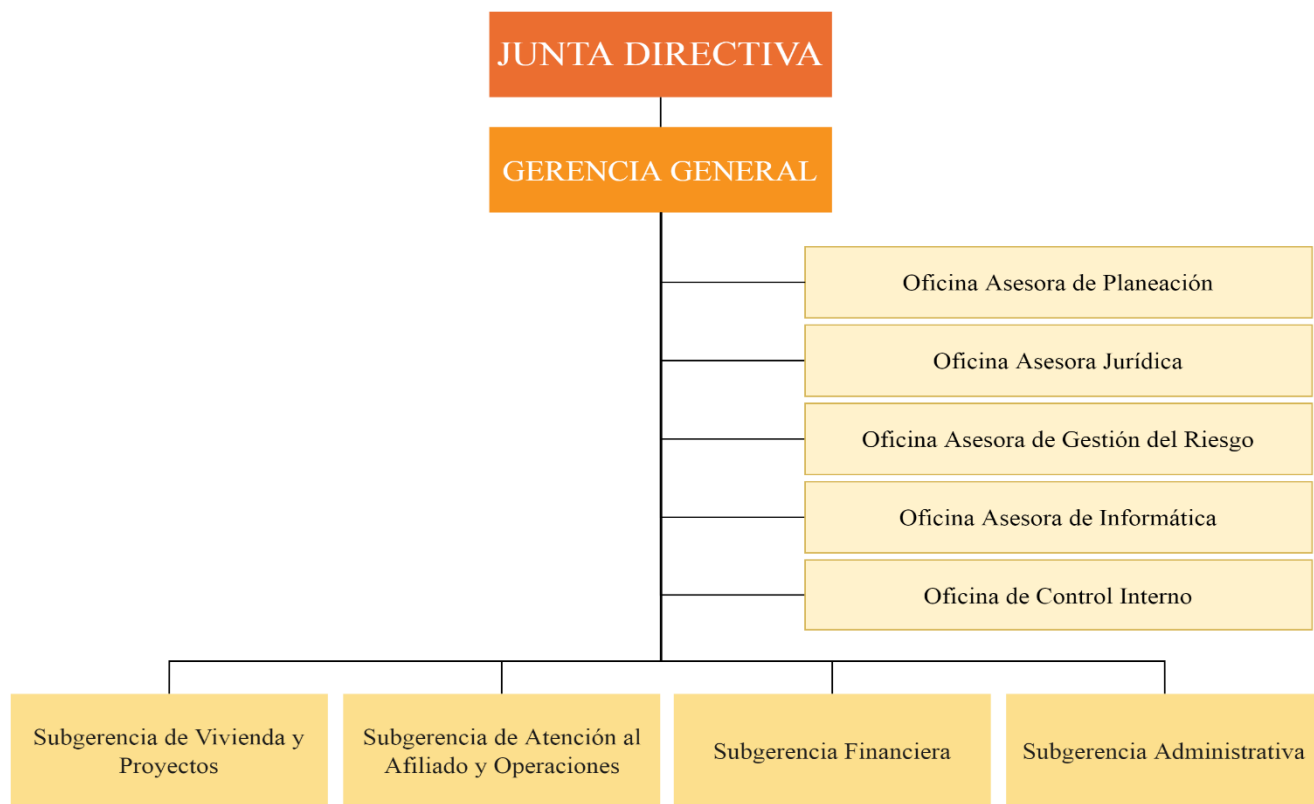 JUNTA DIRECTIVA
GERENCIA GENERAL
Oficina Asesora de Planeación
Oficina Asesora Jurídica
Oficina Asesora de Gestión del Riesgo
Oficina Asesora de Informática
Oficina de Control Interno
Subgerencia de Vivienda y
Proyectos
Subgerencia de Atención al
Afiliado y Operaciones
Subgerencia Financiera
Subgerencia Administrativa